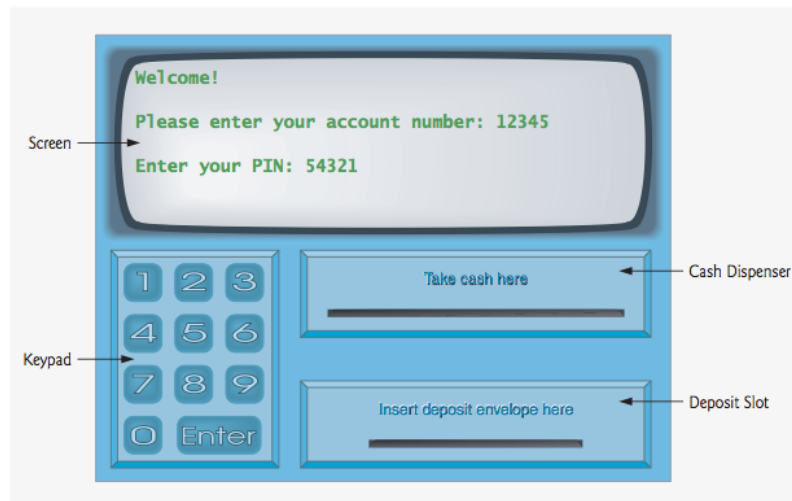 Welcome!
Please enter your account number: 12345
Screen
Enter your PIN: 54321
1 2 3
Take cash here
Cash Dispenser
4 5 6
Keypad
7 8 9
Insert deposit envelope here
Deposit Slot
0 Enter